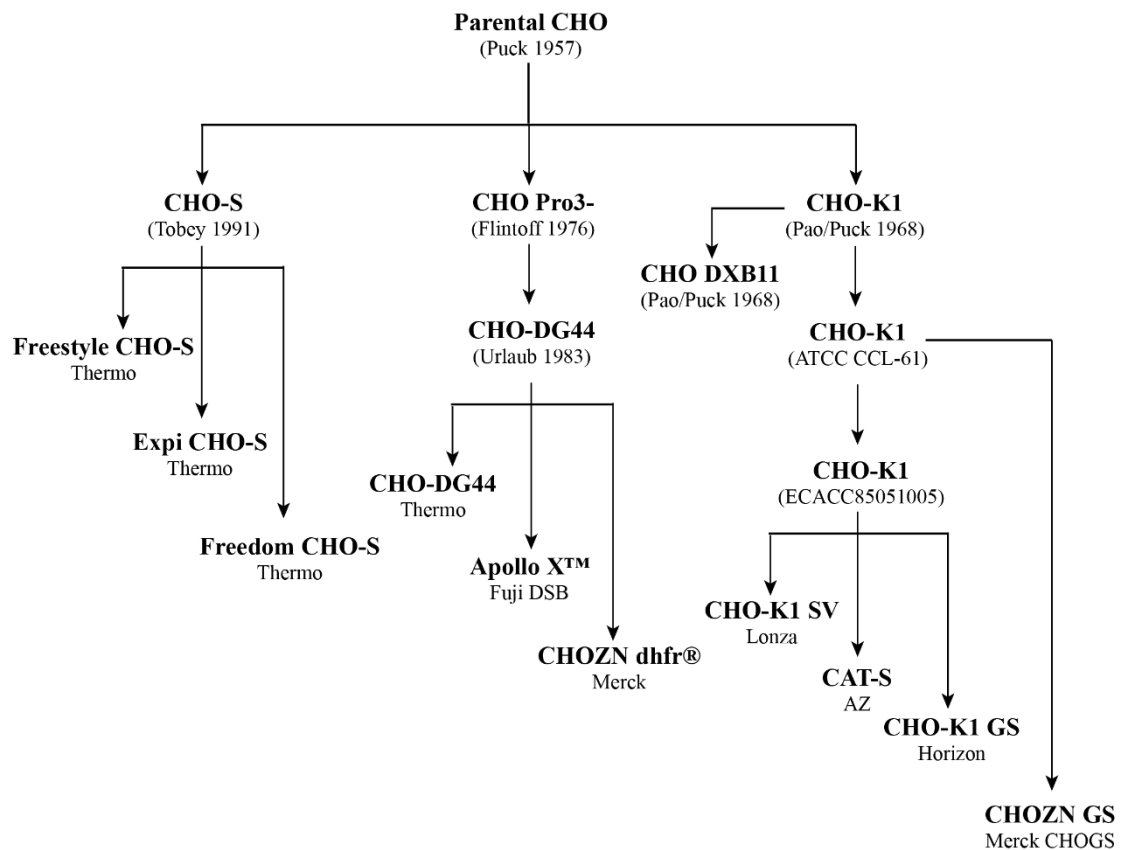 Parental CHO
(Puck 1957)
CHO-S
(Tobey 1991)
CHO Pro3-
(Flintoff 1976)
CHO-K1
(Pao/Puck 1968)
CHO DXB11
(Pao/Puck 1968)
CHO-DG44
(Urlaub 1983)
CHO-K1
(ATCC CCL-61)
Freestyle CHO-S
Thermo
Expi CHO-S
Thermo
Freedom CHO-S
Thermo
CHO-DG44
Thermo
Apollo X™
Fuji DSB
CHOZN dhfr®
Merck
CHO-K1
(ECACC85051005)
CHO-K1 SV
Lonza
CAT-S
AZ
CHO-K1 GS
Horizon
CHOZN GS
Merck CHOGS